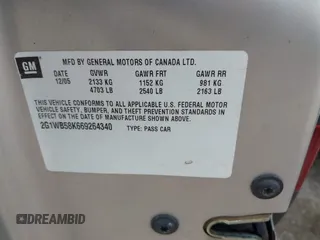 GM
MFD BY GENERAL MOTORS OF CANADA LTD.
DATE GVWR GAWR FRT GAWR RR
12/05 2133 KG 1152 KG 981 KG
4703 LB 2540 LB 2163 LB
THIS VEHICLE CONFORMS TO ALL APPLICABLE U.S. FEDERAL MOTOR
VEHICLE SAFETY, BUMPER, AND THEFT PREVENTION STANDARDS IN
EFFECT ON THE DATE OF MANUFACTURE SHOWN ABOVE.
2G1WB58K669264340 TYPE: PASS CAR
DREAMBID